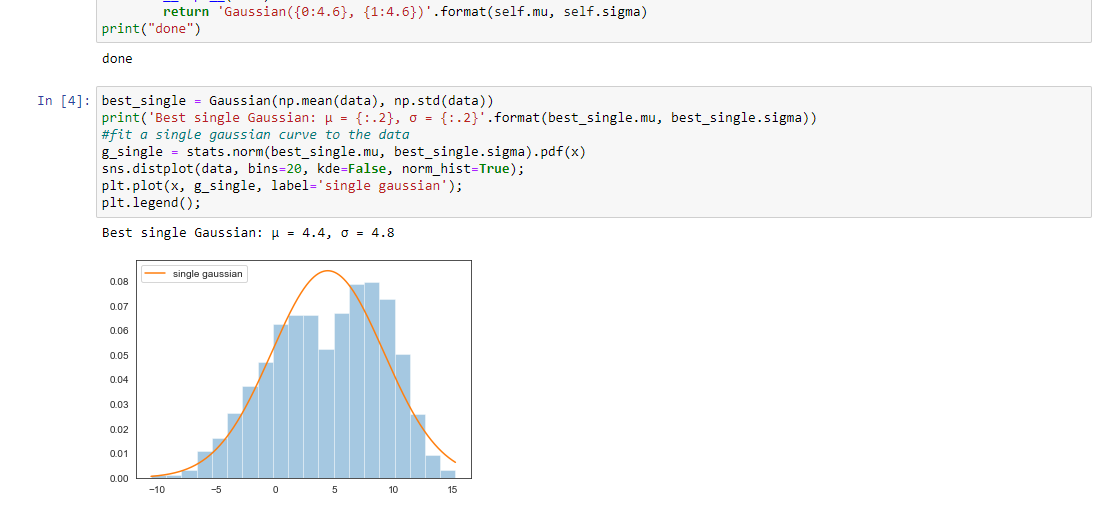 return 'Gaussian({0:4.6}, {1:4.6})'.format(self.mu, self.sigma)
print("done")
done
In [4]:
best_single = Gaussian(np.mean(data), np.std(data))
print('Best single Gaussian: μ = {:.2}, σ = {:.2}'.format(best_single.mu, best_single.sigma))
#fit a single gaussian curve to the data
g_single = stats.norm(best_single.mu, best_single.sigma).pdf(x)
sns.distplot(data, bins=20, kde=False, norm_hist=True);
plt.plot(x, g_single, label='single gaussian');
plt.legend();
Best single Gaussian: μ = 4.4, σ = 4.8
single gaussian
0.08
0.07
0.06
0.05
0.04
0.03
0.02
0.01
0.00
−10 −5 0 5 10 15